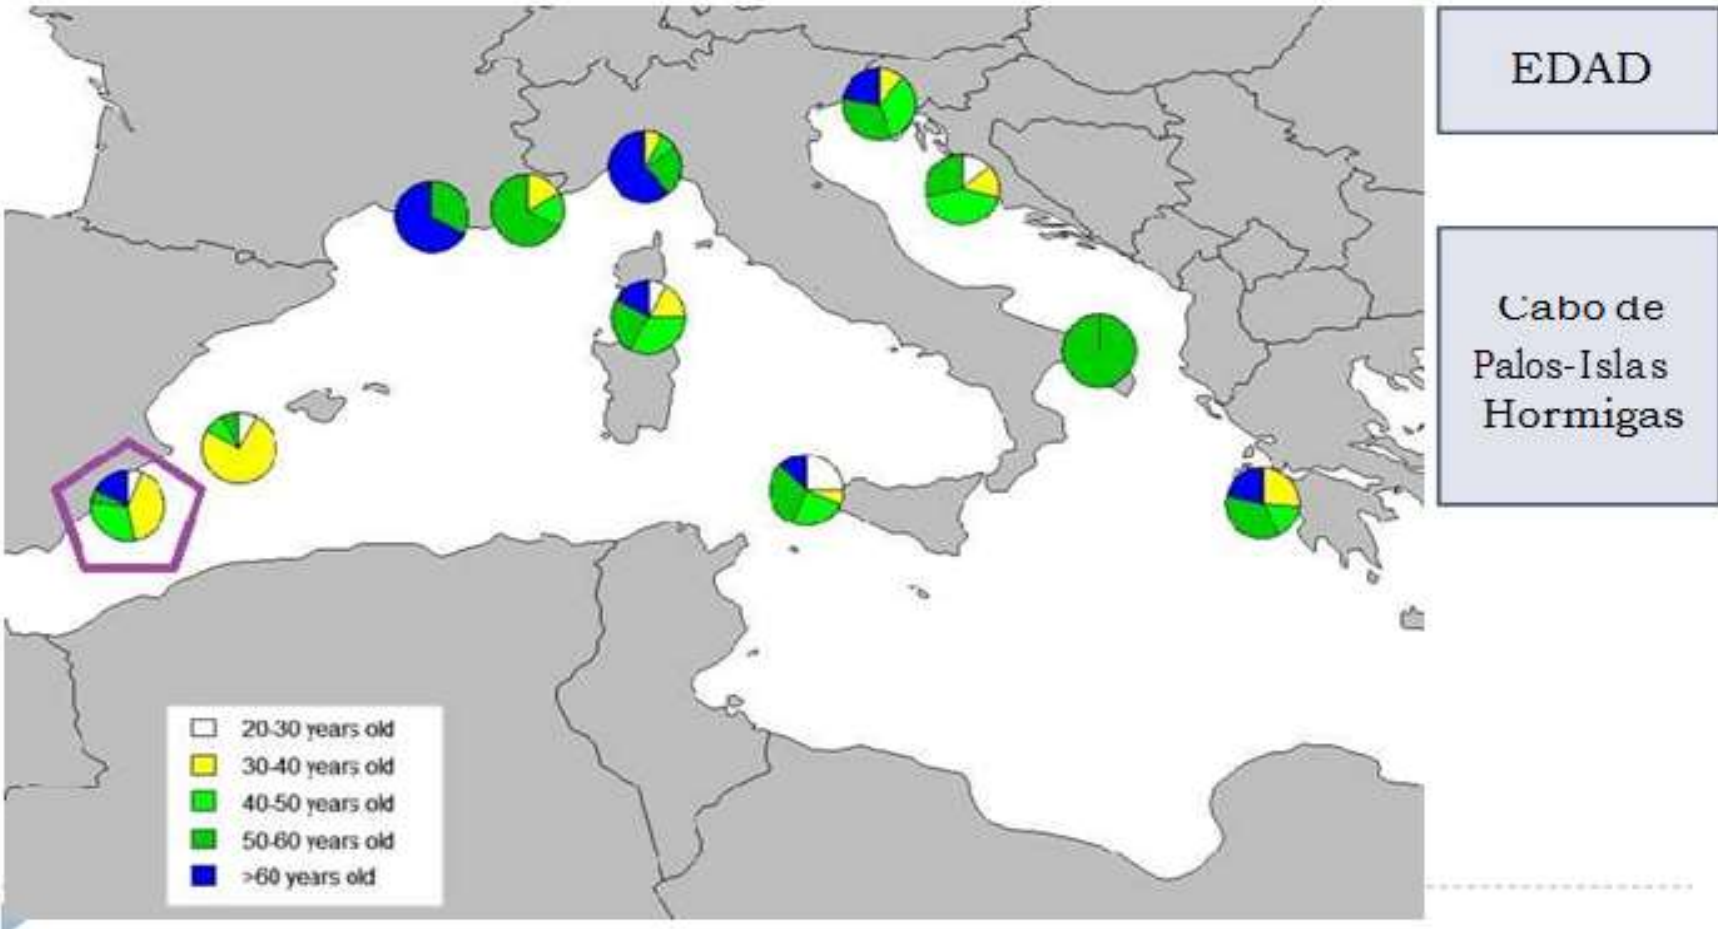 EDAD
Cabo de
Palos-Islas
Hormigas
20-30 years old
30-40 years old
40-50 years old
50-60 years old
>60 years old